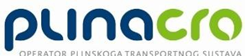 plinacro
OPERATOR PLINSKOGA TRANSPORTNOG SUSTAVA